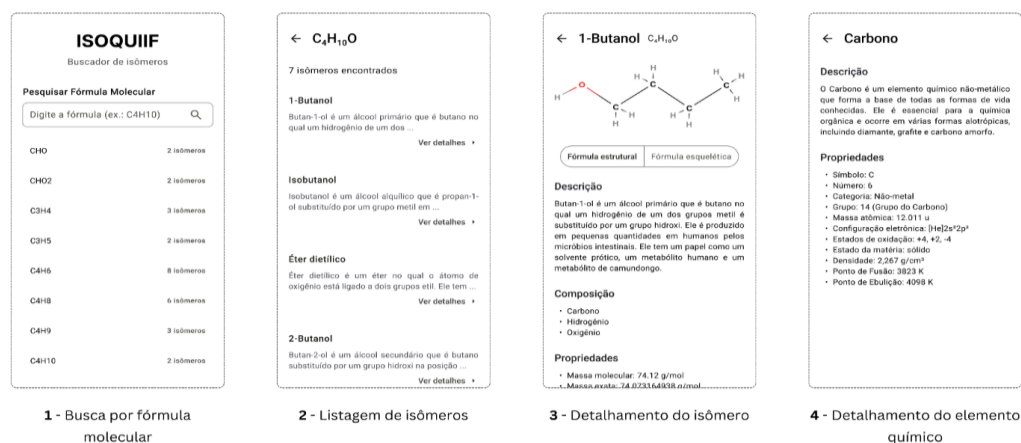 ISOQUIIF
Buscador de isômeros
Pesquisar Fórmula Molecular
Digite a fórmula (ex.: C4H10)
CHO 2 isômeros
CHO2 2 isômeros
C3H4 3 isômeros
C3H5 2 isômeros
C4H6 8 isômeros
C4H8 6 isômeros
C4H9 3 isômeros
C4H10 2 isômeros
1 - Busca por fórmula
molecular
← C₄H₁₀O
7 isômeros encontrados
1-Butanol
Butan-1-ol é um álcool primário que é butano no
qual um hidrogênio de um dos ...
Ver detalhes
Isobutanol
Isobutanol é um álcool alquílico que é propan-1-
ol substituído por um grupo metil em ...
Ver detalhes
Éter dietílico
Éter dietílico é um éter no qual o átomo de
oxigênio está ligado a dois grupos etil. Ele tem ...
Ver detalhes
2-Butanol
Butan-2-ol é um álcool secundário que é butano
substituído por um grupo hidroxi na posição ...
Ver detalhes
2 - Listagem de isômeros
← 1-Butanol C₄H₁₀O
H
H H
H O C C H
C C H
H H H
H H
Fórmula estrutural Fórmula esquelética
Descrição
Butan-1-ol é um álcool primário que é butano no
qual um hidrogênio de um dos grupos metil é
substituído por um grupo hidroxi. Ele é produzido
em pequenas quantidades em humanos pelos
micróbios intestinais. Ele tem um papel como um
solvente prótico, um metabólito humano e um
metabólito de camundongo.
Composição
• Carbono
• Hidrogênio
• Oxigênio
Propriedades
• Massa molecular: 74.12 g/mol
• Massa exata: 74.073164938 g/mol
3 - Detalhamento do isômero
← Carbono
Descrição
O Carbono é um elemento químico não-metálico
que forma a base de todas as formas de vida
conhecidas. Ele é essencial para a química
orgânica e ocorre em várias formas alotrópicas,
incluindo diamante, grafite e carbono amorfo.
Propriedades
• Símbolo: C
• Número: 6
• Categoria: Não-metal
• Grupo: 14 (Grupo do Carbono)
• Massa atômica: 12.011 u
• Configuração eletrônica: [He]2s²2p²
• Estados de oxidação: +4, +2, -4
• Estado da matéria: sólido
• Densidade: 2,267 g/cm³
• Ponto de Fusão: 3823 K
• Ponto de Ebulição: 4098 K
4 - Detalhamento do elemento
químico